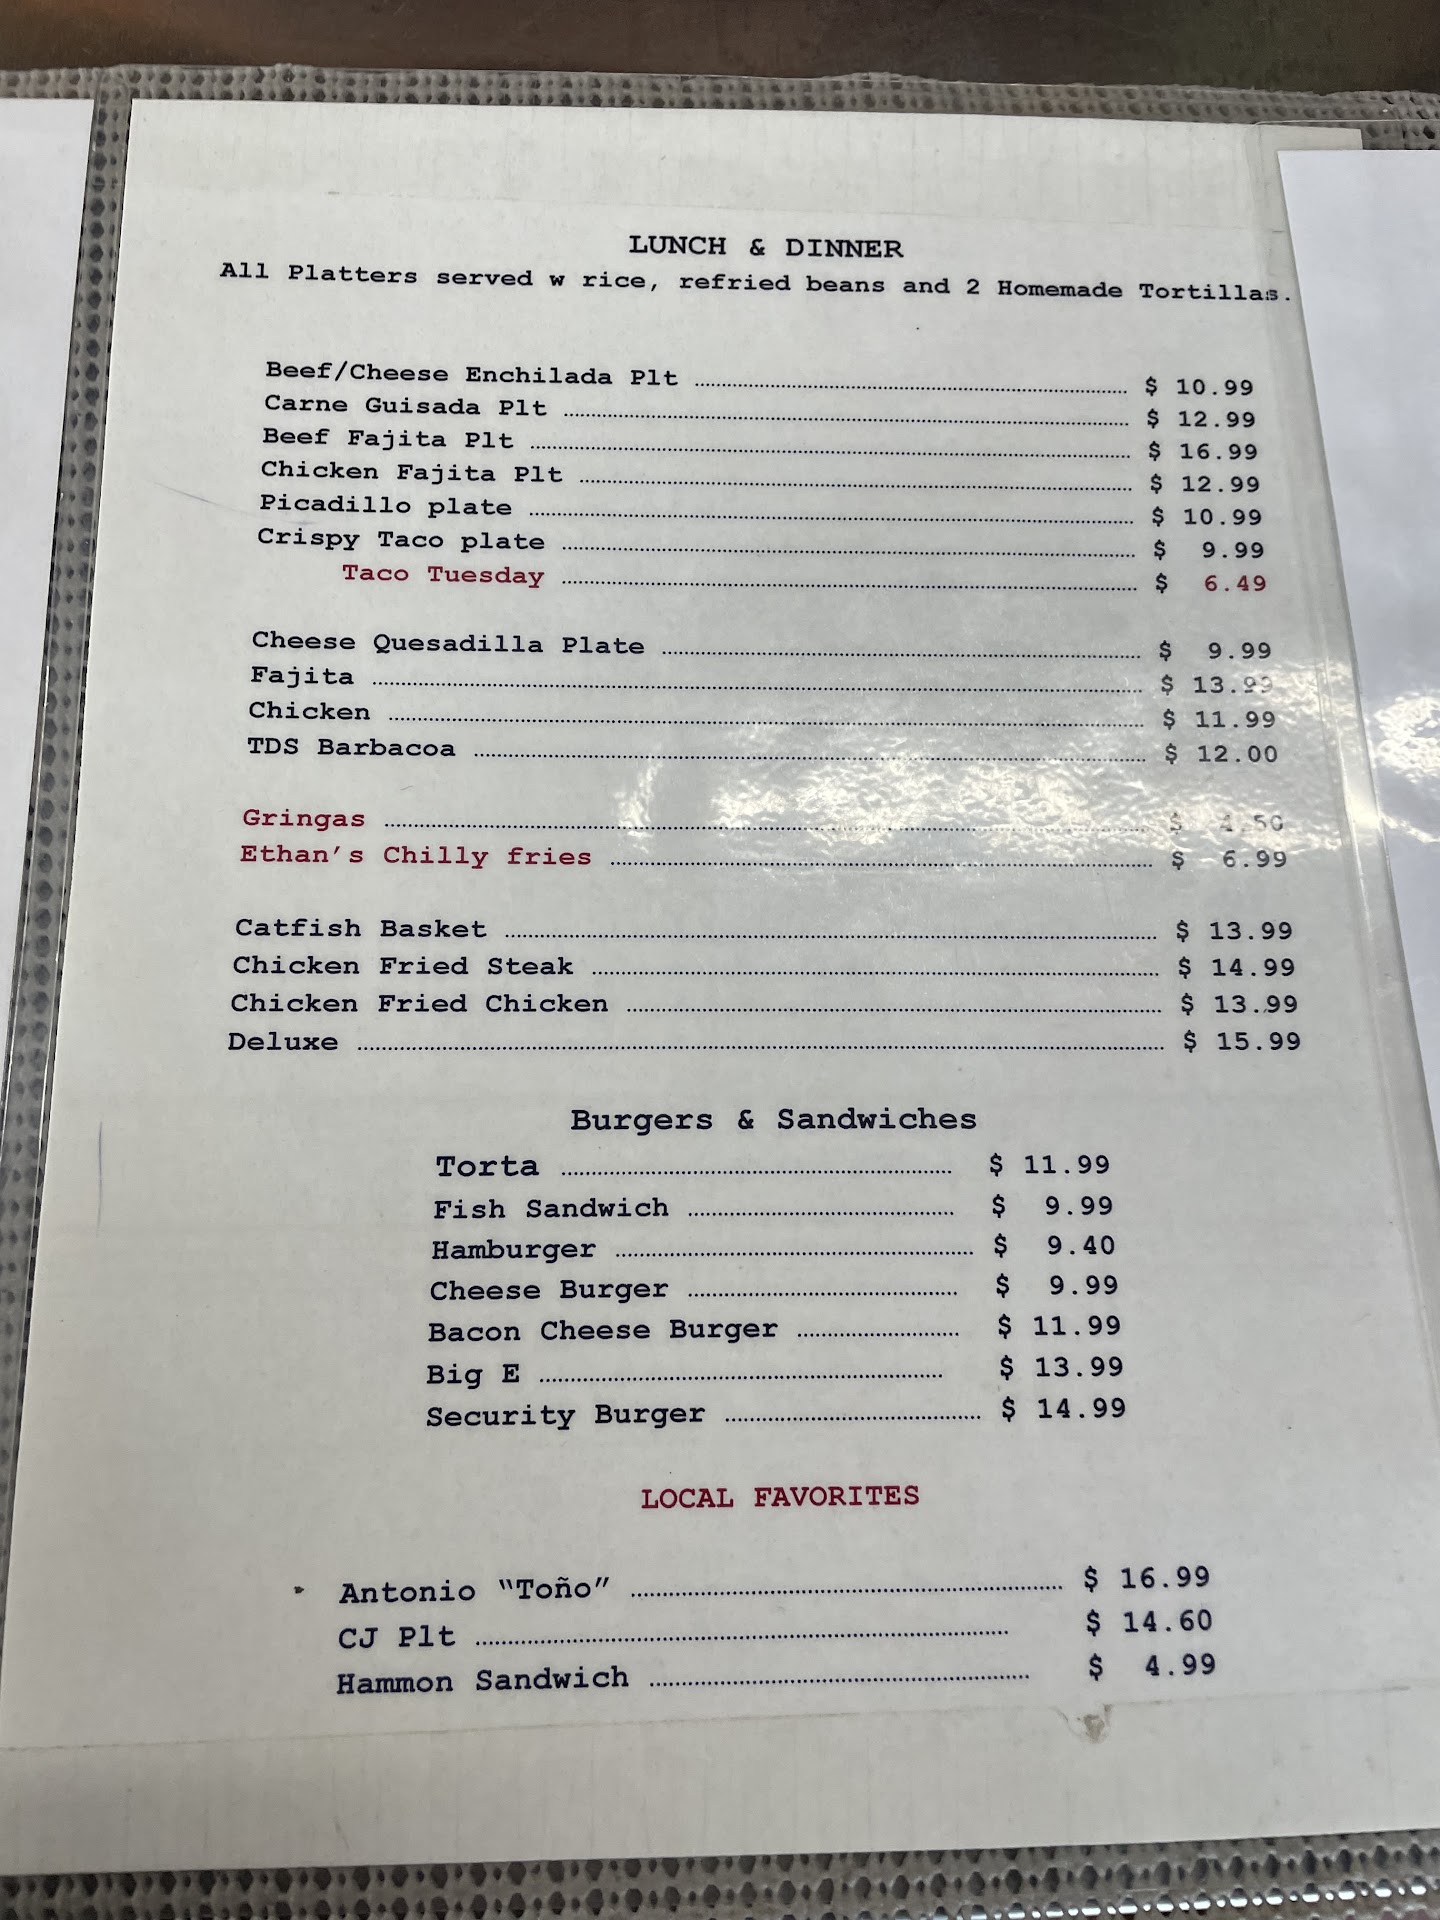 LUNCH & DINNER
All Platters served w rice, refried beans and 2 Homemade Tortillas.
Beef/Cheese Enchilada Plt $ 10.99
Carne Guisada Plt $ 12.99
Beef Fajita Plt $ 16.99
Chicken Fajita Plt $ 12.99
Picadillo plate $ 10.99
Crispy Taco plate $ 9.99
Taco Tuesday $ 6.49
Cheese Quesadilla Plate $ 9.99
Fajita $ 13.99
Chicken $ 11.99
TDS Barbacoa $ 12.00
Gringas $ 4.50
Ethan's Chilly fries $ 6.99
Catfish Basket $ 13.99
Chicken Fried Steak $ 14.99
Chicken Fried Chicken $ 13.99
Deluxe $ 15.99
Burgers & Sandwiches
Torta $ 11.99
Fish Sandwich $ 9.99
Hamburger $ 9.40
Cheese Burger $ 9.99
Bacon Cheese Burger $ 11.99
Big E $ 13.99
Security Burger $ 14.99
LOCAL FAVORITES
Antonio "Toño" $ 16.99
CJ Plt $ 14.60
Hammon Sandwich $ 4.99